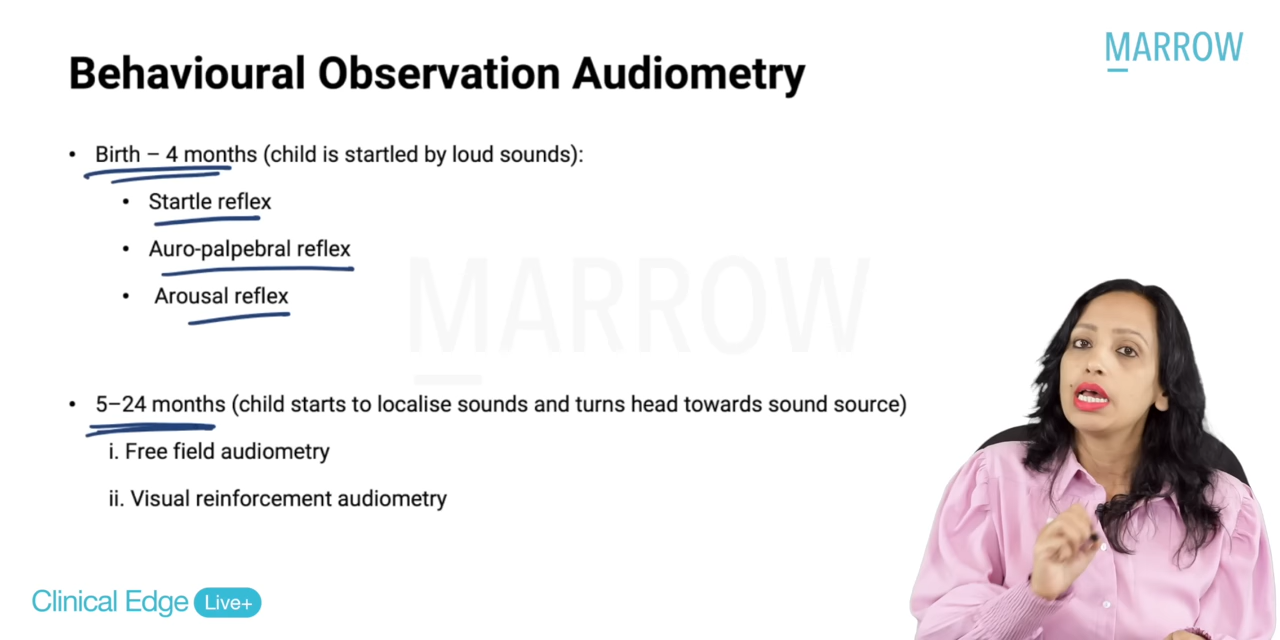 MARROW
Behavioural Observation Audiometry
• Birth – 4 months (child is startled by loud sounds):
• Startle reflex
• Auro-palpebral reflex
• Arousal reflex
MARROW
• 5–24 months (child starts to localise sounds and turns head towards sound source)
i. Free field audiometry
ii. Visual reinforcement audiometry
Clinical Edge Live+